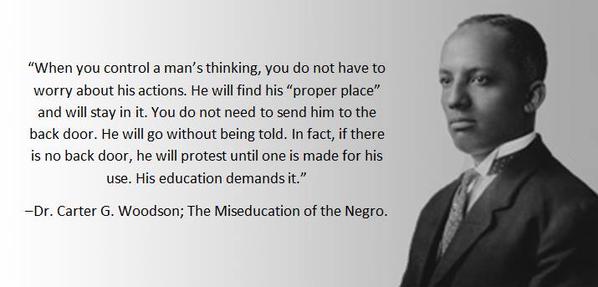 “When you control a man’s thinking, you do not have to
worry about his actions. He will find his “proper place”
and will stay in it. You do not need to send him to the
back door. He will go without being told. In fact, if there
is no back door, he will protest until one is made for his
use. His education demands it.”
–Dr. Carter G. Woodson; The Miseducation of the Negro.